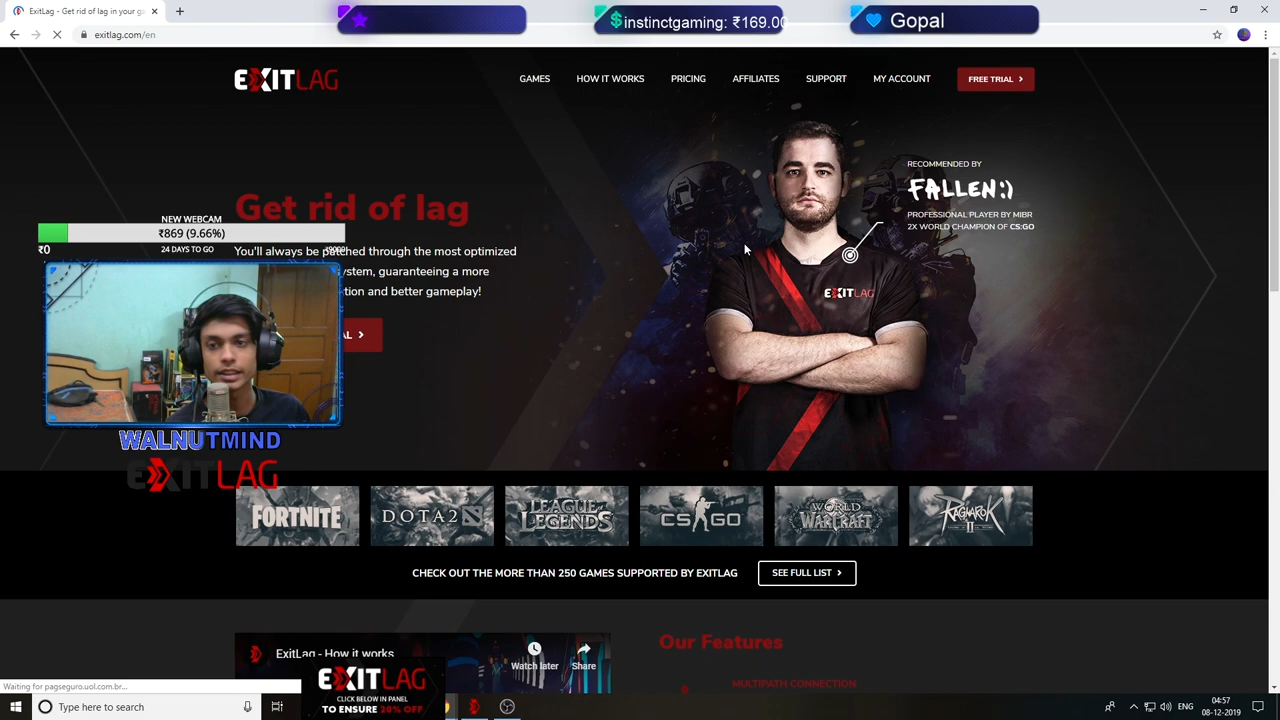 ExitLag - Get rid of lag in your g
instinctgaming: ₹169.00
Gopal
exitlag.com/en
EXITLAG
GAMES
HOW IT WORKS
PRICING
AFFILIATES
SUPPORT
MY ACCOUNT
FREE TRIAL
RECOMMENDED BY
FALLEN:)
PROFESSIONAL PLAYER BY MIBR
2X WORLD CHAMPION OF CS:GO
Get rid of lag
NEW WEBCAM
₹869 (9.66%)
₹0
24 DAYS TO GO
You'll always be patched through the most optimized
ystem, guaranteeing a more
tion and better gameplay!
EXITLAG
AL
WALNUTMIND
EXITLAG
FORTNITE
DOTA 2
LEAGUE OF LEGENDS
CS GO
WORLD OF WARCRAFT
RAGNAROK II
CHECK OUT THE MORE THAN 250 GAMES SUPPORTED BY EXITLAG
SEE FULL LIST
ExitLag - How it works
Watch later
Share
Our Features
MULTIPATH CONNECTION
EXITLAG
CLICK BELOW IN PANEL
TO ENSURE 20% OFF
Waiting for pagseguro.uol.com.br...
Type here to search
ENG
04:57
08-12-2019